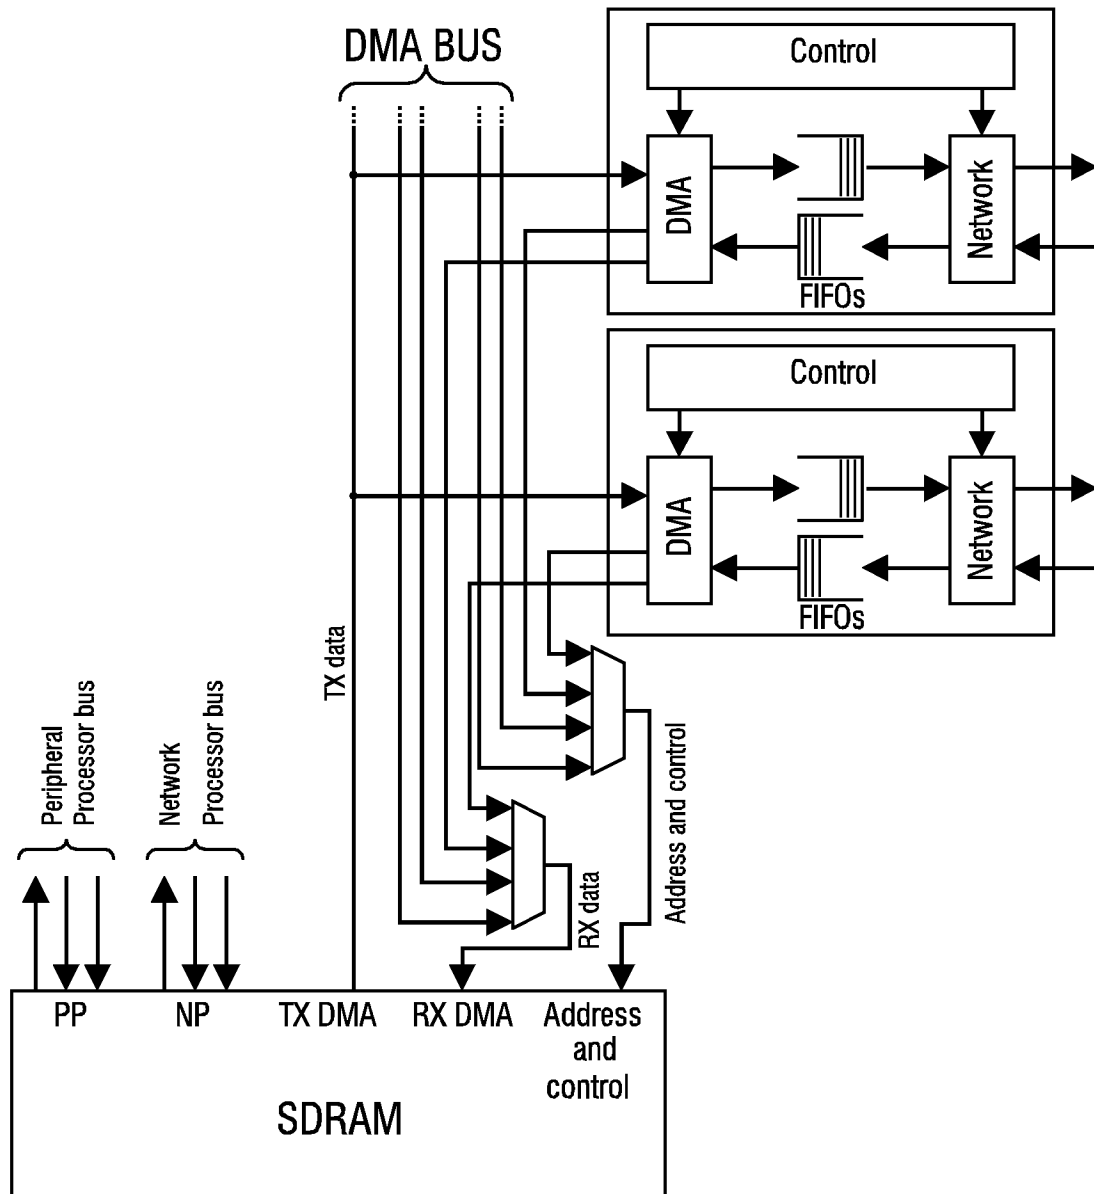 DMA BUS
Control
DMA
Network
FIFOs
Control
DMA
Network
FIFOs
TX data
Peripheral
Processor bus
Network
Processor bus
Address and control
RX data
PP
NP
TX DMA
RX DMA
Address
and
control
SDRAM